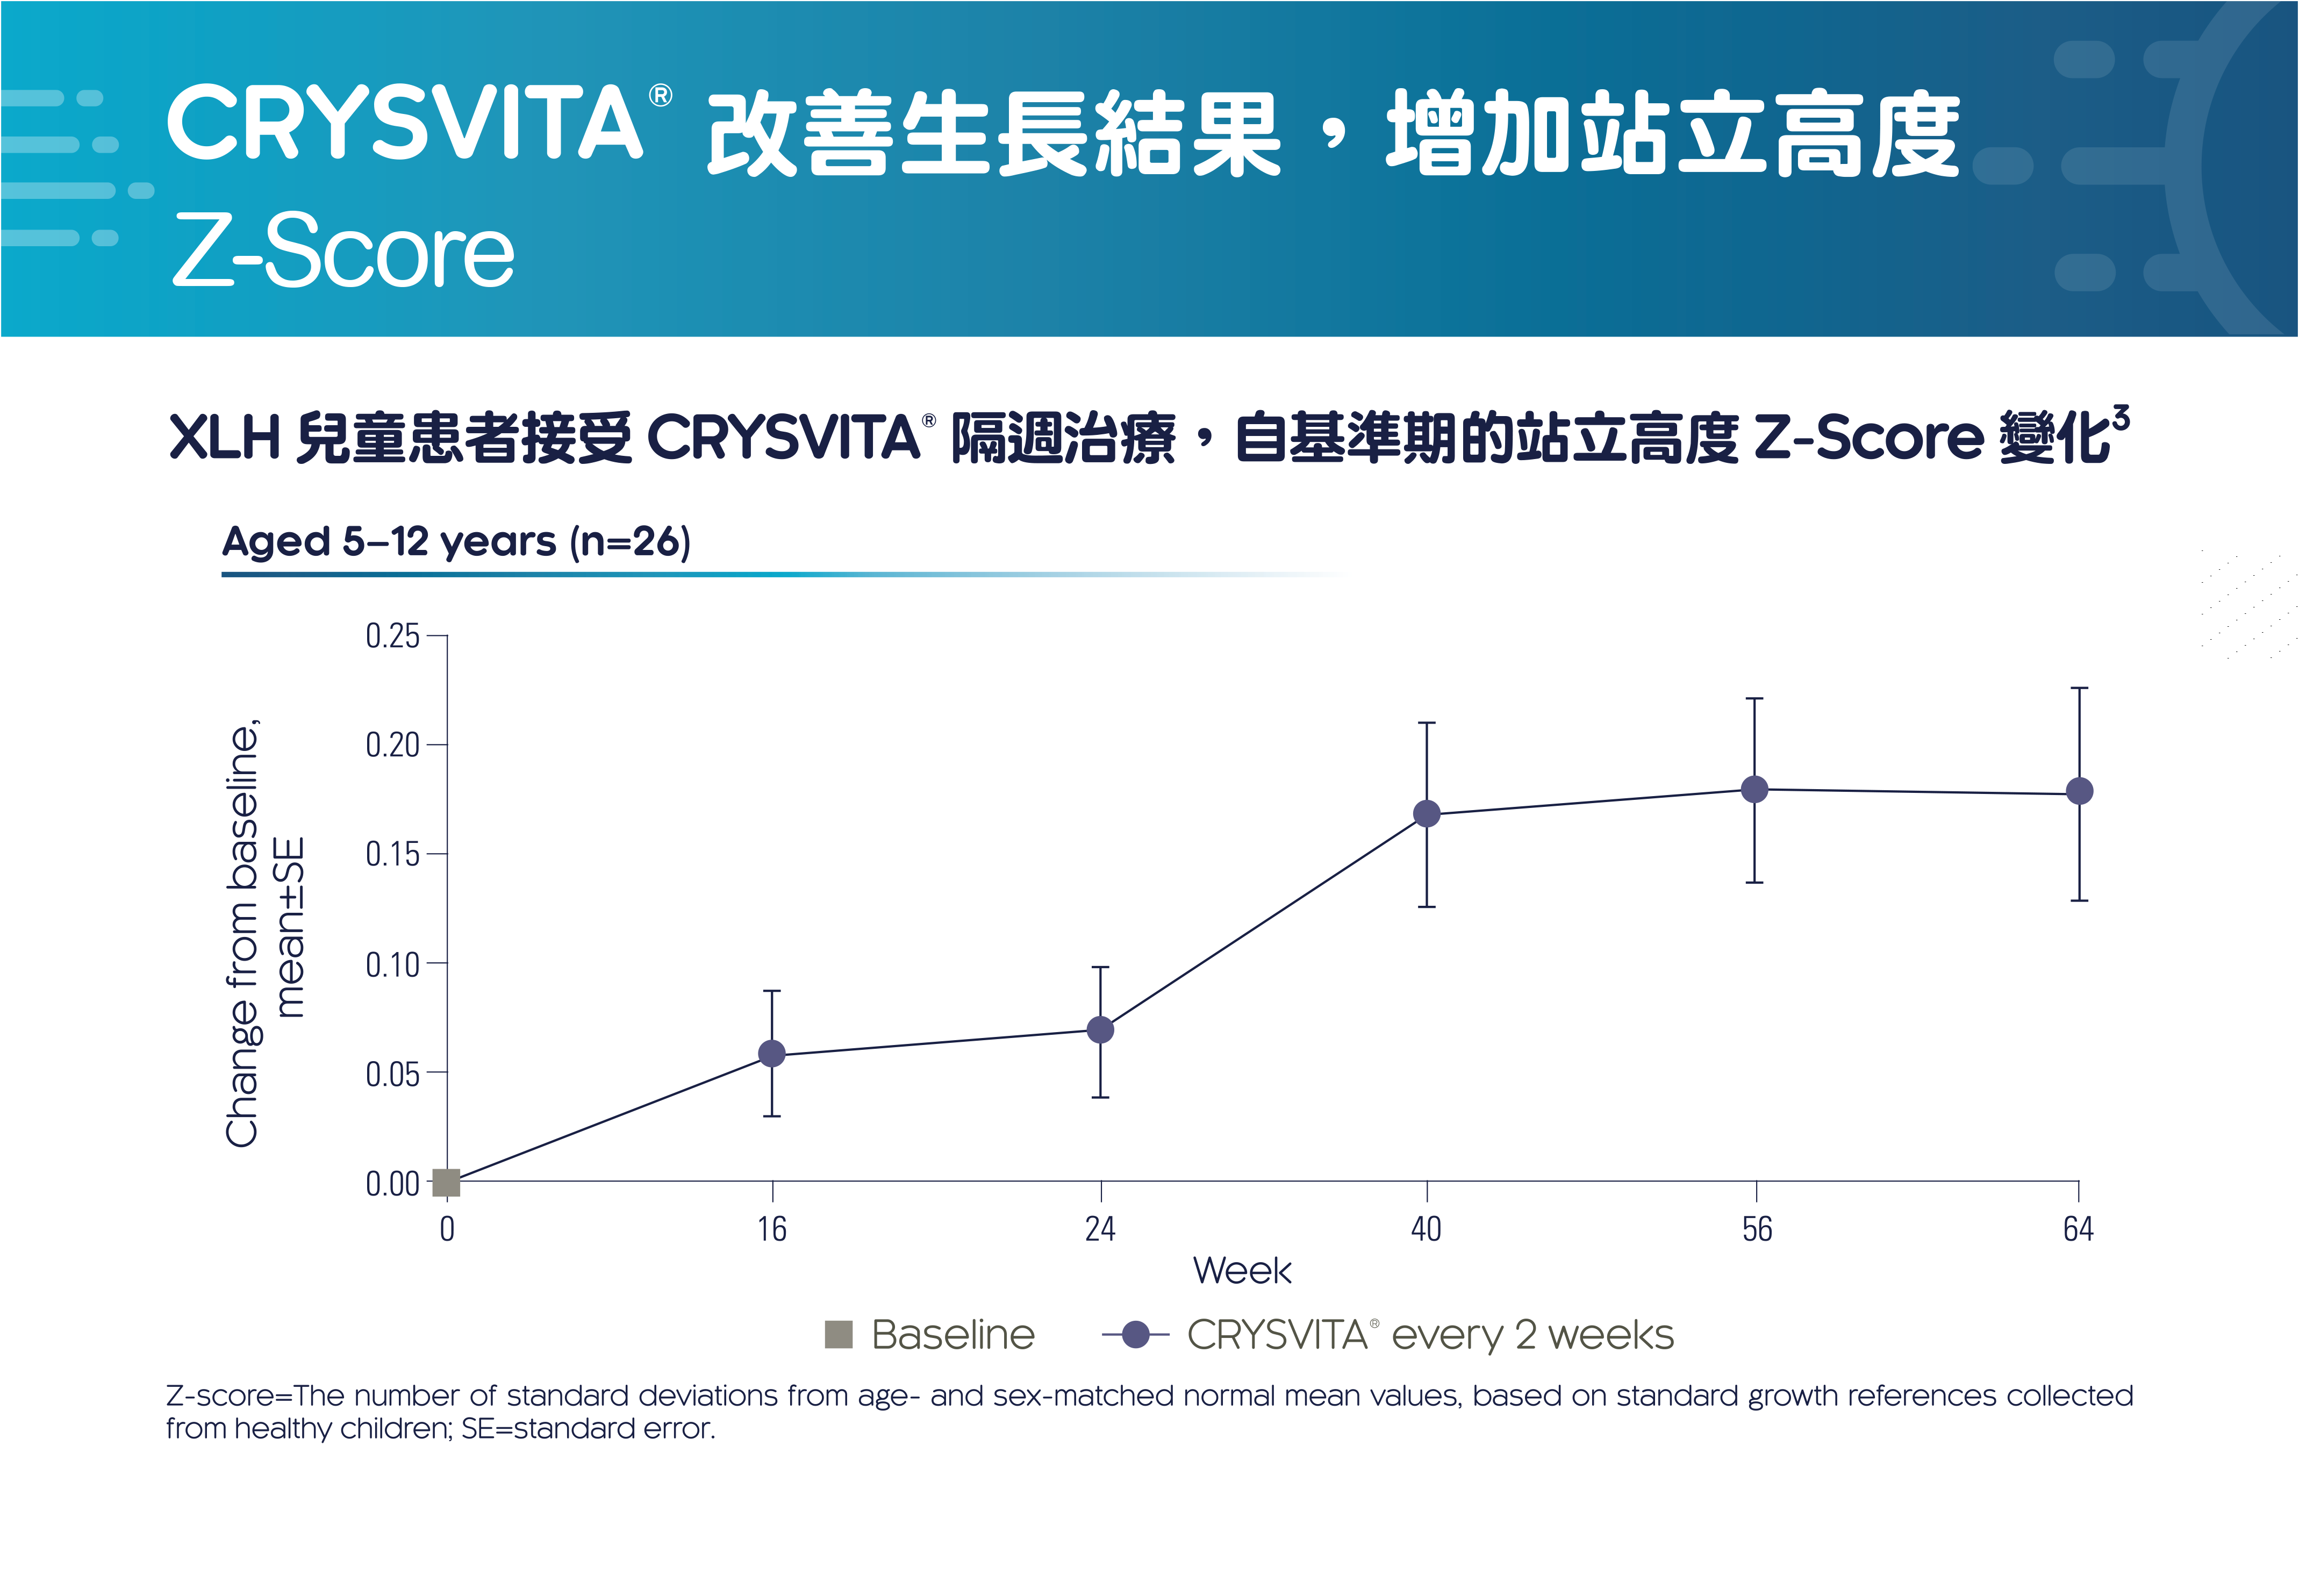 CRYSVITA® 改善生長結果，增加站立高度
Z-Score
XLH 兒童患者接受 CRYSVITA® 隔週治療，自基準期的站立高度 Z-Score 變化³
Aged 5–12 years (n=26)
Change from baseline,
mean±SE
0.25
0.20
0.15
0.10
0.05
0.00
0 16 24 40 56 64
Week
Baseline CRYSVITA® every 2 weeks
Z-score=The number of standard deviations from age- and sex-matched normal mean values, based on standard growth references collected
from healthy children; SE=standard error.